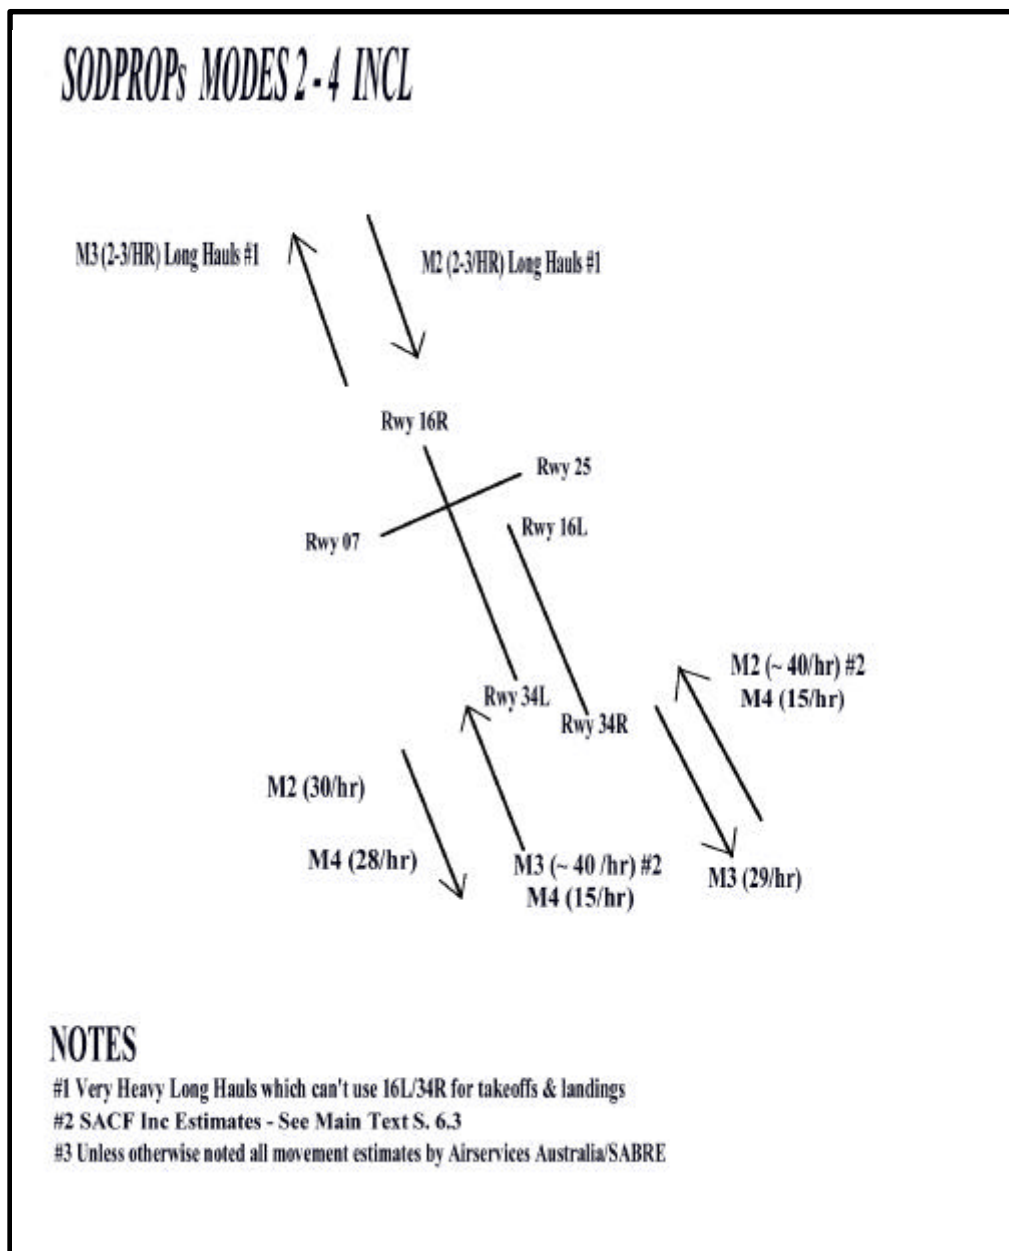 SODPROPs MODES 2 - 4 INCL
M3 (2-3/HR) Long Hauls #1
M2 (2-3/HR) Long Hauls #1
Rwy 16R
Rwy 25
Rwy 16L
Rwy 07
Rwy 34L
Rwy 34R
M2 (~ 40/hr) #2
M4 (15/hr)
M2 (30/hr)
M4 (28/hr)
M3 (~ 40 /hr) #2
M4 (15/hr)
M3 (29/hr)
NOTES
#1 Very Heavy Long Hauls which can't use 16L/34R for takeoffs & landings
#2 SACF Inc Estimates - See Main Text S. 6.3
#3 Unless otherwise noted all movement estimates by Airservices Australia/SABRE